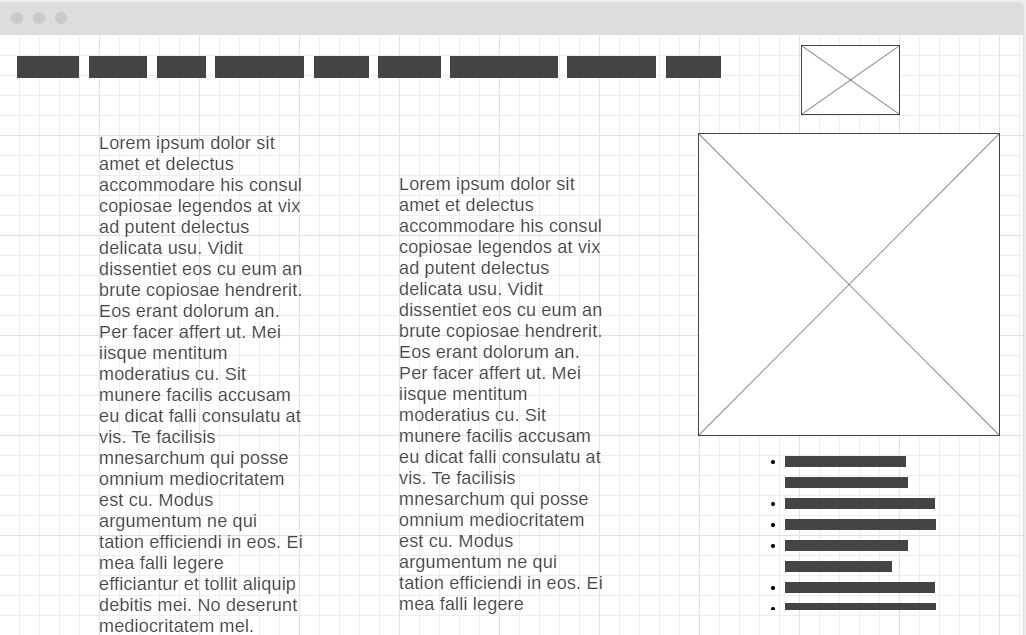 Lorem ipsum dolor sit
amet et delectus
accommodare his consul
copiosae legendos at vix
ad putent delectus
delicata usu. Vidit
dissentiet eos cu eum an
brute copiosae hendrerit.
Eos erant dolorum an.
Per facer affert ut. Mei
iisque mentitum
moderatius cu. Sit
munere facilis accusam
eu dicat falli consulatu at
vis. Te facilisis
mnesarchum qui posse
omnium mediocritatem
est cu. Modus
argumentum ne qui
tation efficiendi in eos. Ei
mea falli legere
efficiantur et tollit aliquip
debitis mei. No deserunt
mediocritatem mel.
Lorem ipsum dolor sit
amet et delectus
accommodare his consul
copiosae legendos at vix
ad putent delectus
delicata usu. Vidit
dissentiet eos cu eum an
brute copiosae hendrerit.
Eos erant dolorum an.
Per facer affert ut. Mei
iisque mentitum
moderatius cu. Sit
munere facilis accusam
eu dicat falli consulatu at
vis. Te facilisis
mnesarchum qui posse
omnium mediocritatem
est cu. Modus
argumentum ne qui
tation efficiendi in eos. Ei
mea falli legere